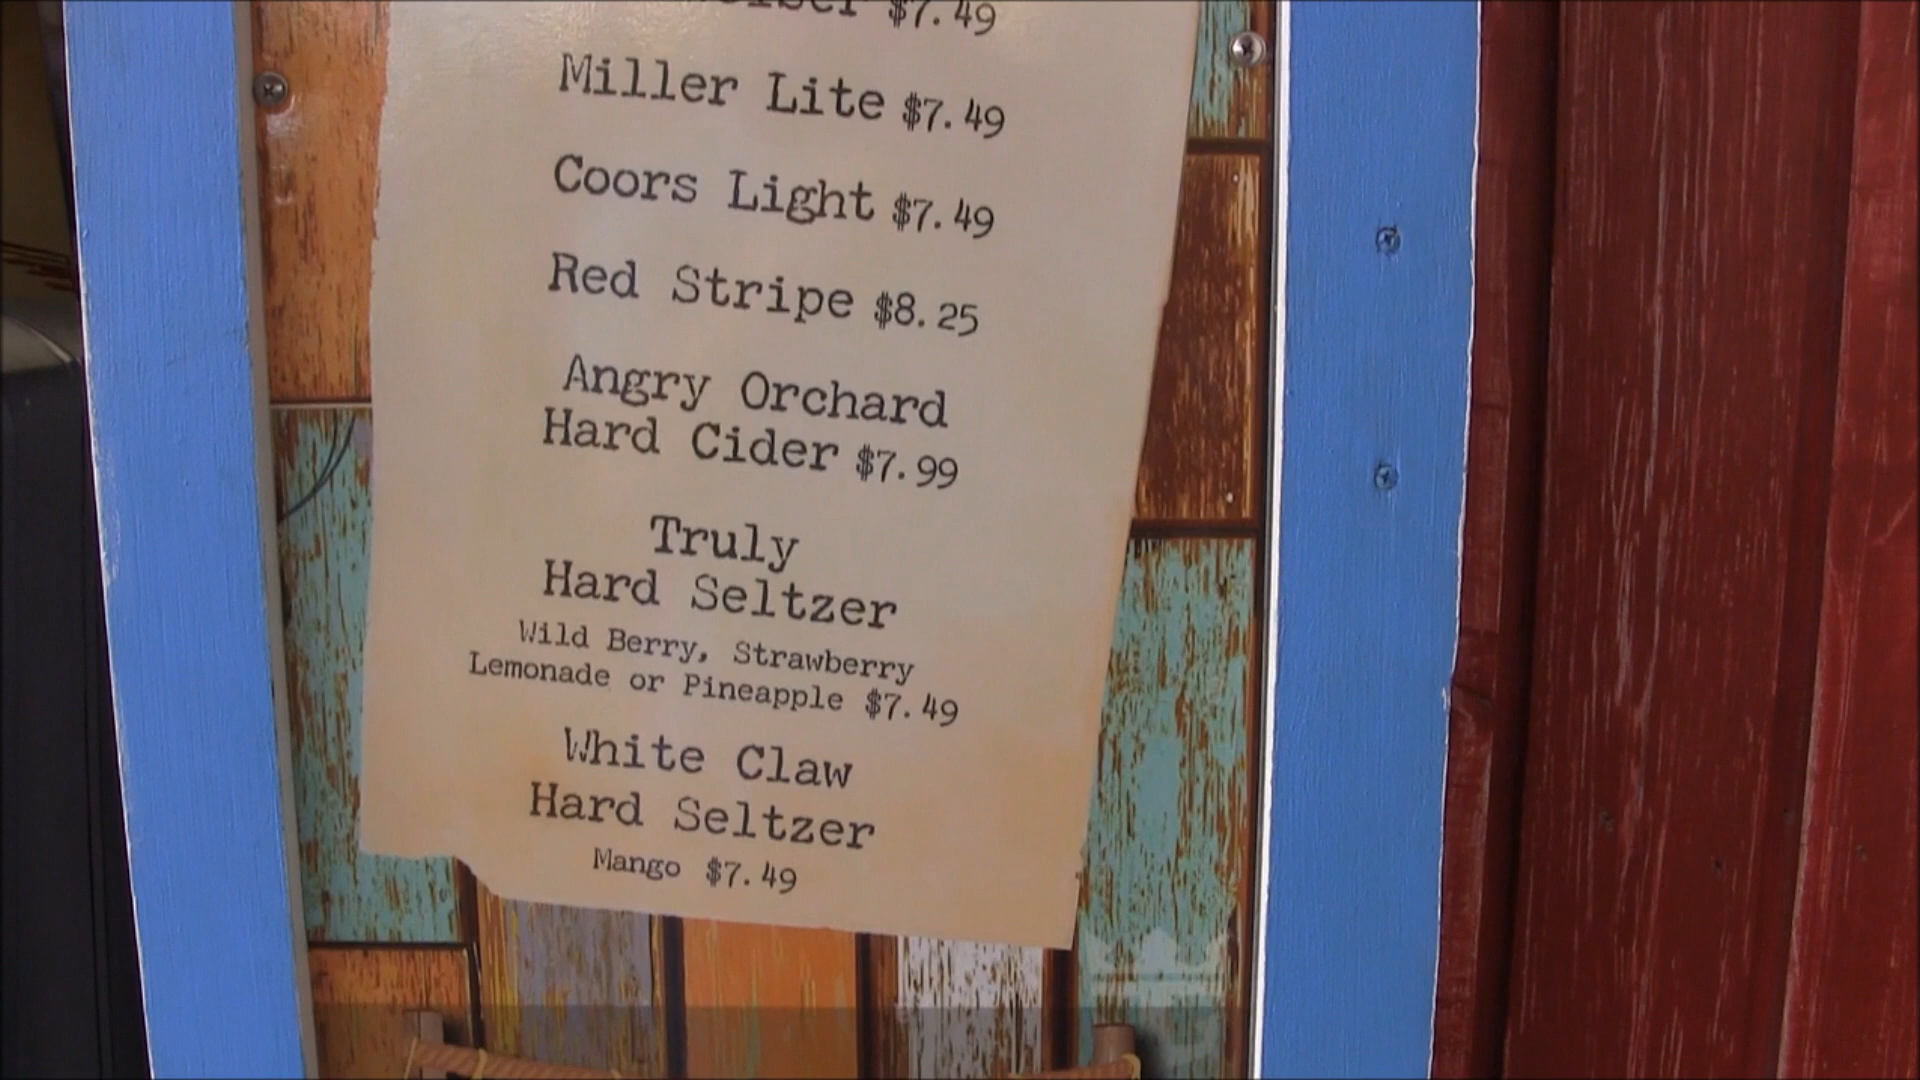 $7.49
Miller Lite $7.49
Coors Light $7.49
Red Stripe $8.25
Angry Orchard
Hard Cider $7.99
Truly
Hard Seltzer
Wild Berry, Strawberry
Lemonade or Pineapple $7.49
White Claw
Hard Seltzer
Mango $7.49